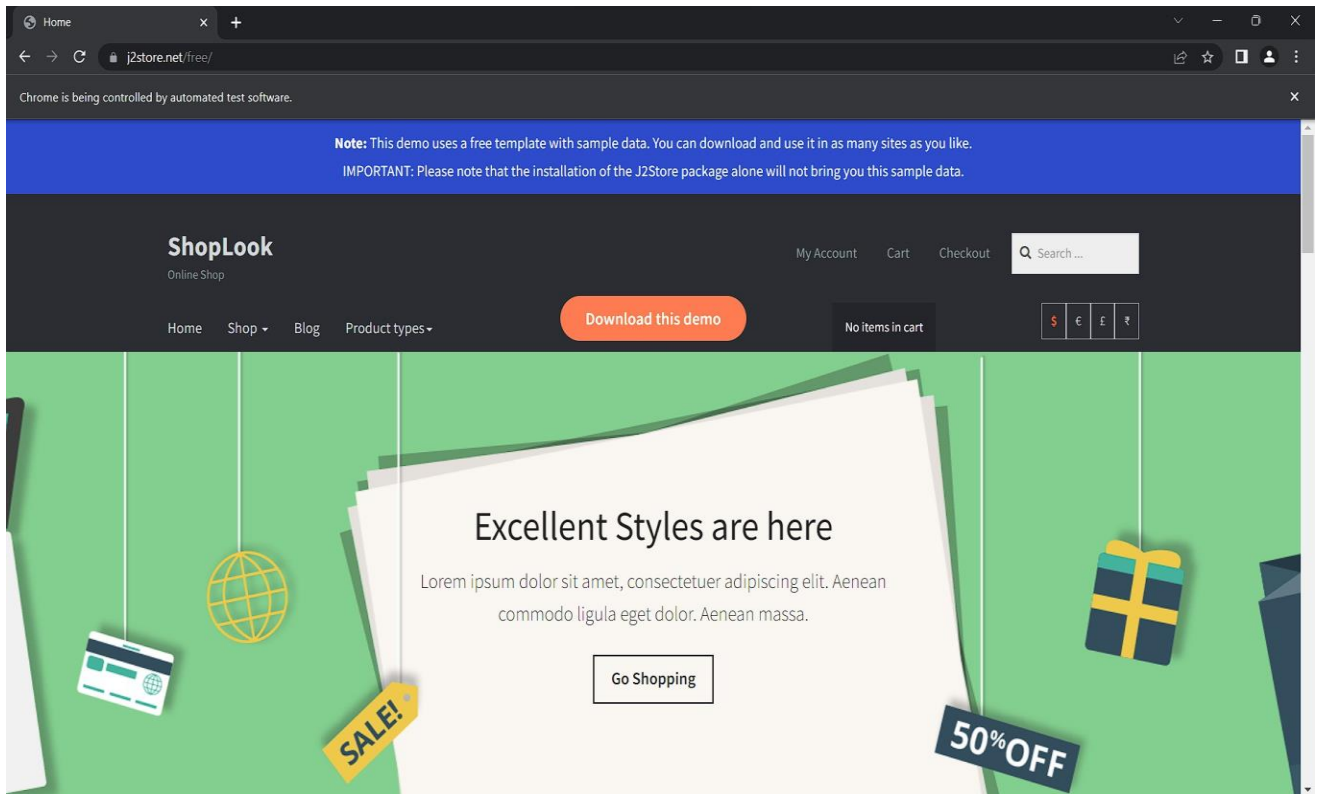 Home
j2store.net/free/
Chrome is being controlled by automated test software.
Note: This demo uses a free template with sample data. You can download and use it in as many sites as you like.
IMPORTANT: Please note that the installation of the J2Store package alone will not bring you this sample data.
ShopLook
Online Shop
My Account Cart Checkout Search ...
Home Shop Blog Product types Download this demo No items in cart $ € £ ₹
Excellent Styles are here
Lorem ipsum dolor sit amet, consectetuer adipiscing elit. Aenean
commodo ligula eget dolor. Aenean massa.
Go Shopping
SALE!
50%OFF